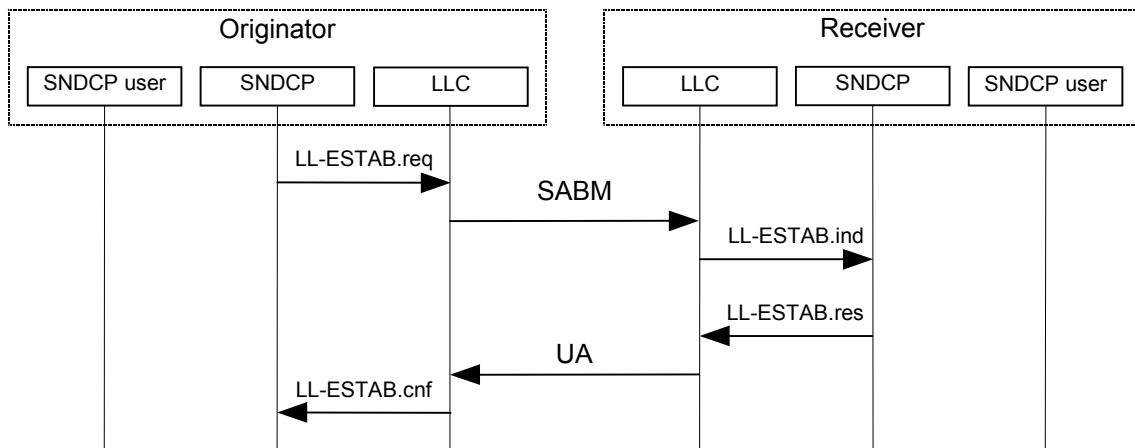 Originator
Receiver
SNDCP user
SNDCP
LLC
LLC
SNDCP
SNDCP user
LL-ESTAB.req
SABM
LL-ESTAB.ind
LL-ESTAB.res
UA
LL-ESTAB.cnf